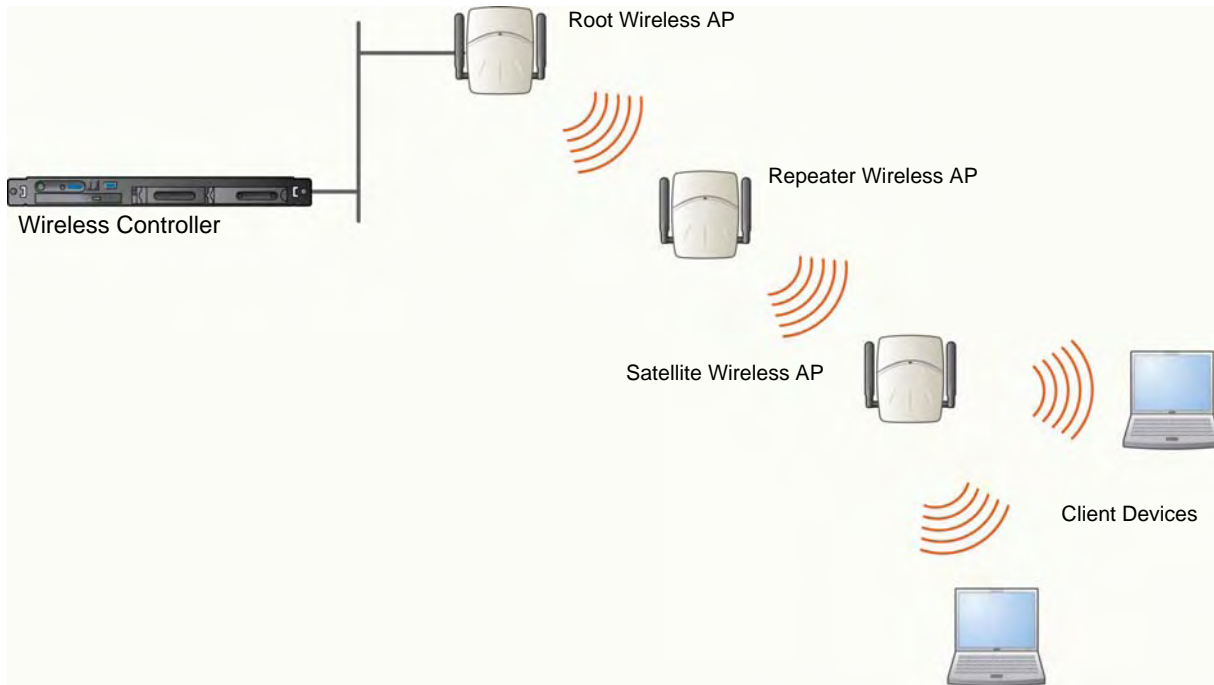 Root Wireless AP
Repeater Wireless AP
Wireless Controller
Satellite Wireless AP
Client Devices